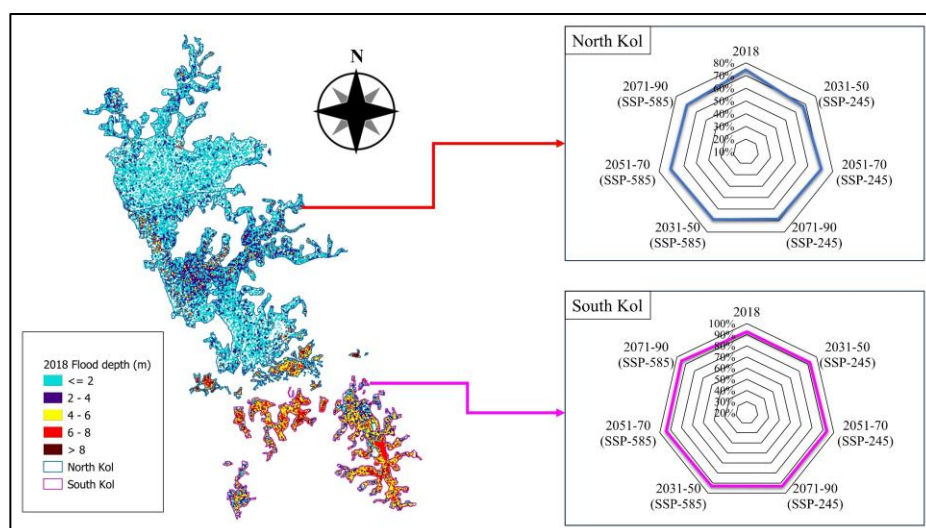 N
2018 Flood depth (m)
<= 2
2 - 4
4 - 6
6 - 8
> 8
North Kol
South Kol
North Kol
2018
80%
70%
60%
50%
40%
30%
20%
10%
2031-50
(SSP-245)
2051-70
(SSP-245)
2071-90
(SSP-245)
2031-50
(SSP-585)
2051-70
(SSP-585)
2071-90
(SSP-585)
South Kol
2018
100%
90%
80%
70%
60%
50%
40%
30%
20%
2031-50
(SSP-245)
2051-70
(SSP-245)
2071-90
(SSP-245)
2031-50
(SSP-585)
2051-70
(SSP-585)
2071-90
(SSP-585)